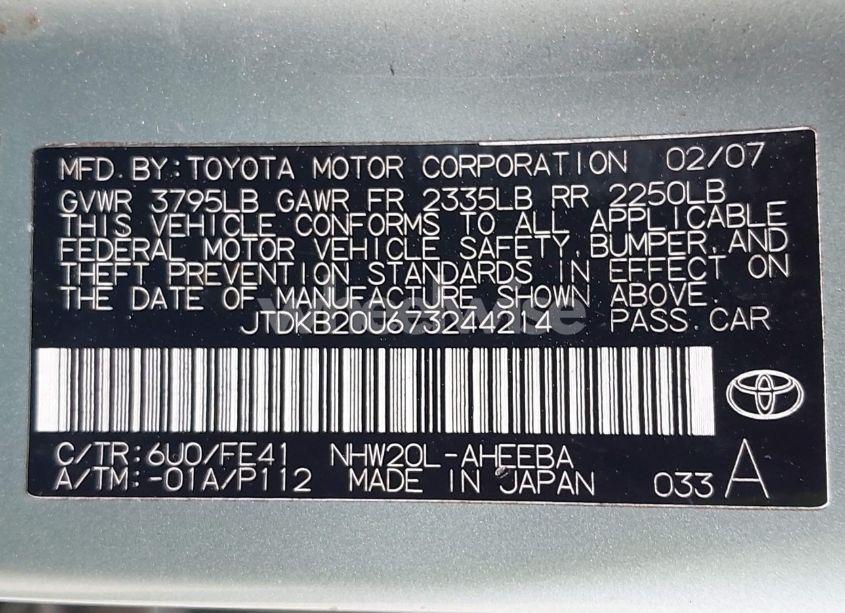 MFD.BY:TOYOTA MOTOR CORPORATION 02/07
GVWR 3795LB GAWR FR 2335LB RR 2250LB
THIS VEHICLE CONFORMS TO ALL APPLICABLE
FEDERAL MOTOR VEHICLE SAFETY,BUMPER,AND
THEFT PREVENTION STANDARDS IN EFFECT ON
THE DATE OF MANUFACTURE SHOWN ABOVE.
JTDKB20U673244214 PASS.CAR
C/TR:6U0/FE41 NHW20L-AHEEBA
A/TM:-01A/P112 MADE IN JAPAN 033 A